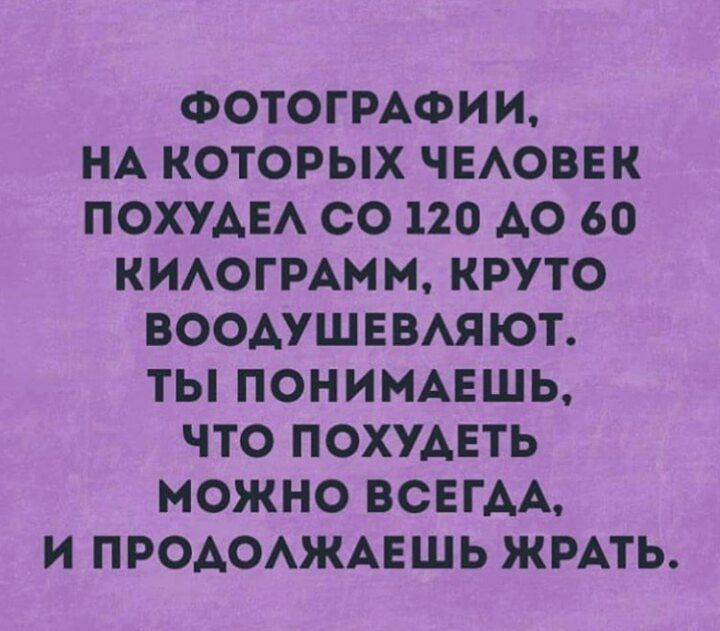 ФОТОГРАФИИ,
НА КОТОРЫХ ЧЕЛОВЕК
ПОХУДЕЛ СО 120 ДО 60
КИЛОГРАММ, КРУТО
ВООДУШЕВЛЯЮТ.
ТЫ ПОНИМАЕШЬ,
ЧТО ПОХУДЕТЬ
МОЖНО ВСЕГДА,
И ПРОДОЛЖАЕШЬ ЖРАТЬ.